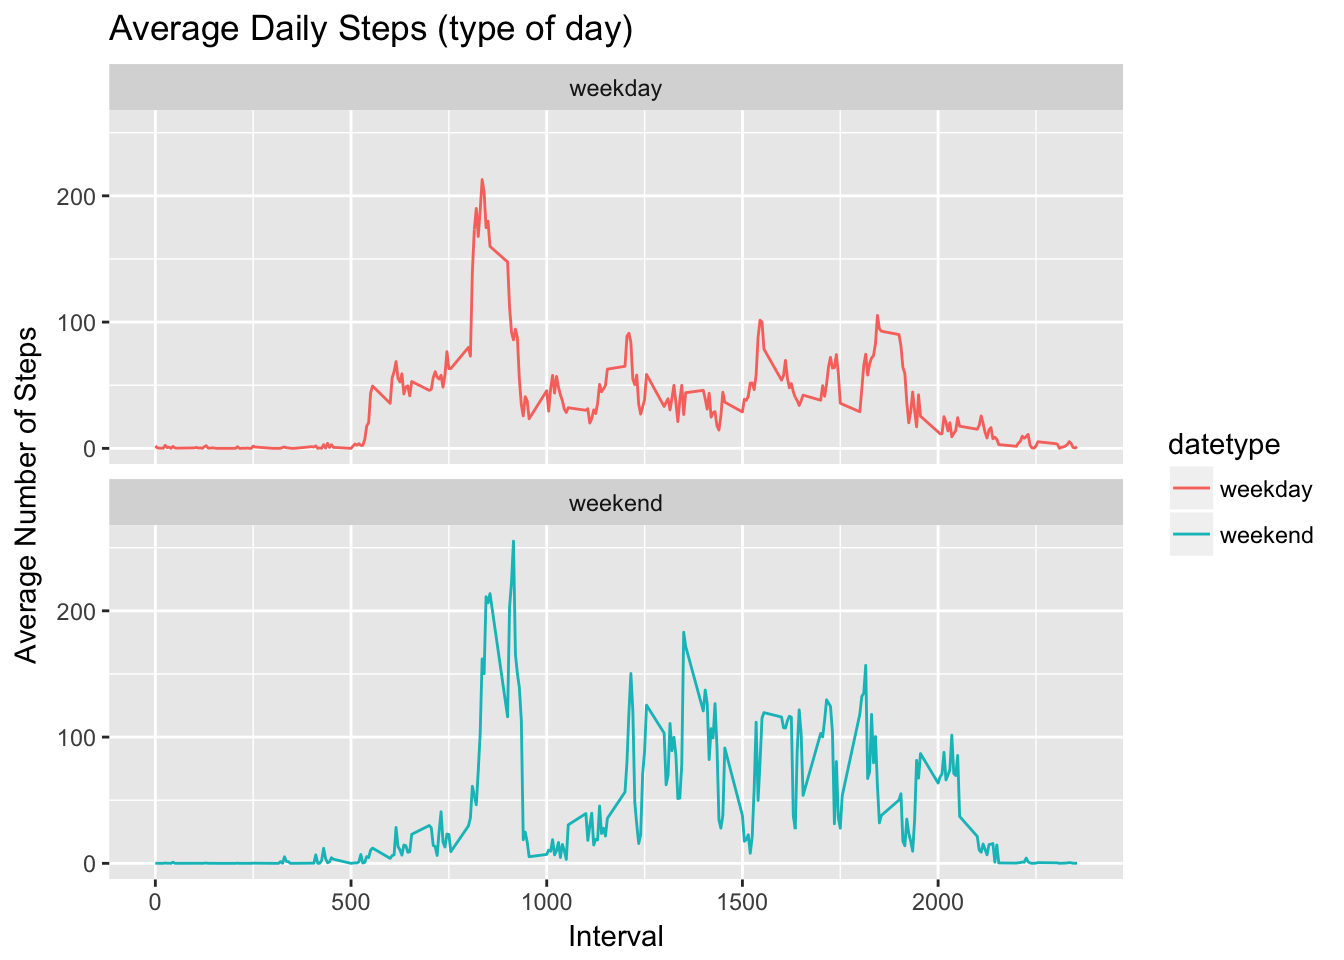 Average Daily Steps (type of day)
weekday
200
100
0
weekend
200
100
0
0 500 1000 1500 2000
Interval
Average Number of Steps
datetype
weekday
weekend